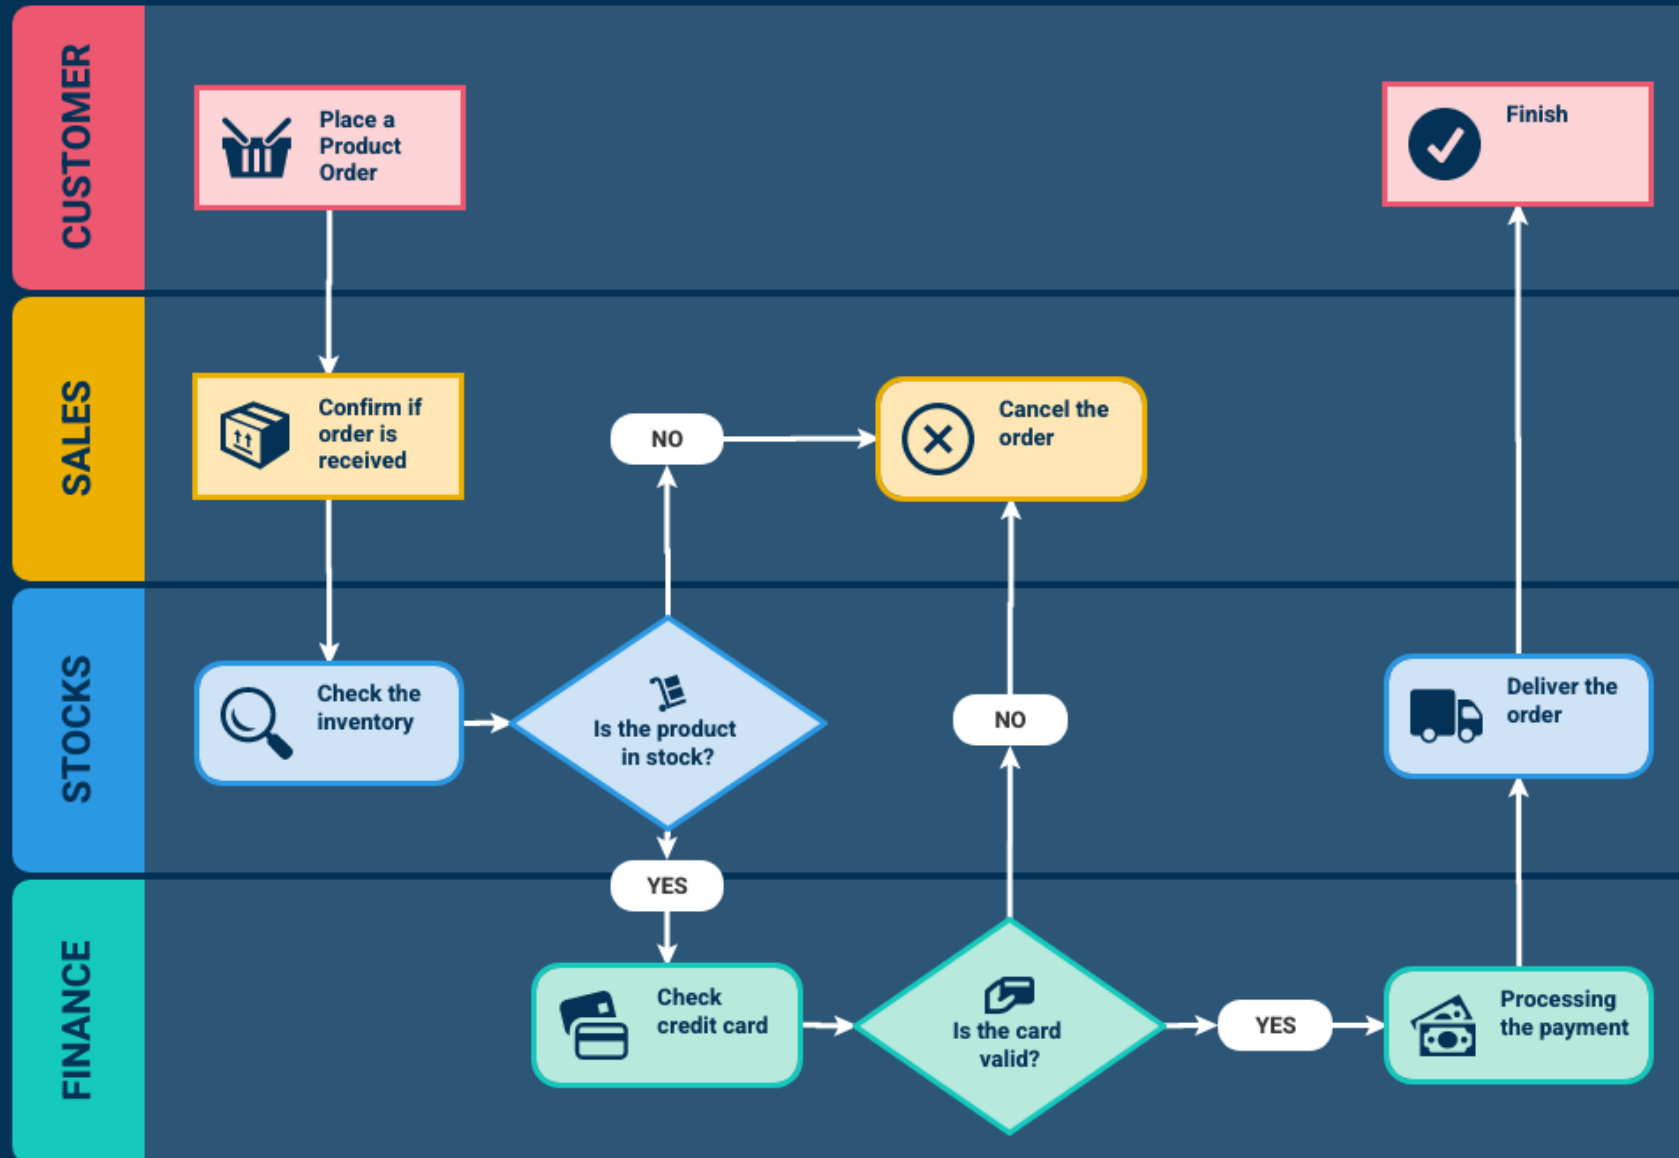 CUSTOMER
Place a
Product
Order
Finish
SALES
Confirm if
order is
received
NO
Cancel the
order
STOCKS
Check the
inventory
Is the product
in stock?
NO
Deliver the
order
YES
FINANCE
Check
credit card
Is the card
valid?
YES
Processing
the payment